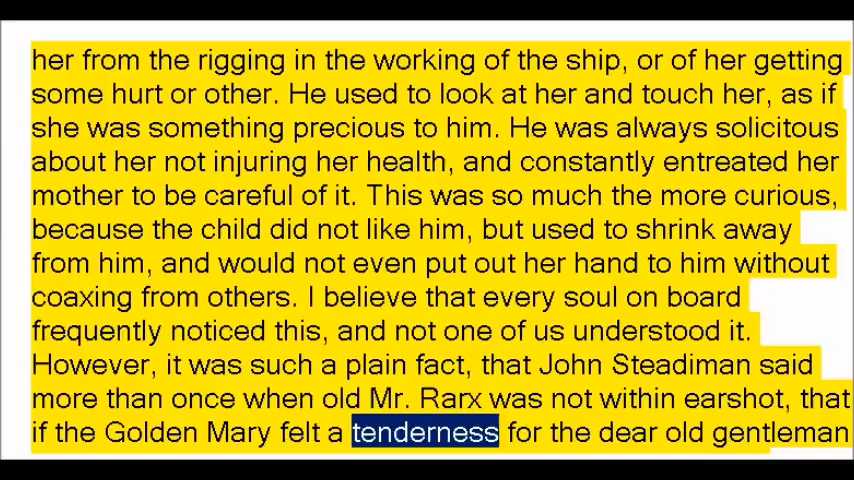 her from the rigging in the working of the ship, or of her getting
some hurt or other. He used to look at her and touch her, as if
she was something precious to him. He was always solicitous
about her not injuring her health, and constantly entreated her
mother to be careful of it. This was so much the more curious,
because the child did not like him, but used to shrink away
from him, and would not even put out her hand to him without
coaxing from others. I believe that every soul on board
frequently noticed this, and not one of us understood it.
However, it was such a plain fact, that John Steadiman said
more than once when old Mr. Rarx was not within earshot, that
if the Golden Mary felt a tenderness for the dear old gentleman